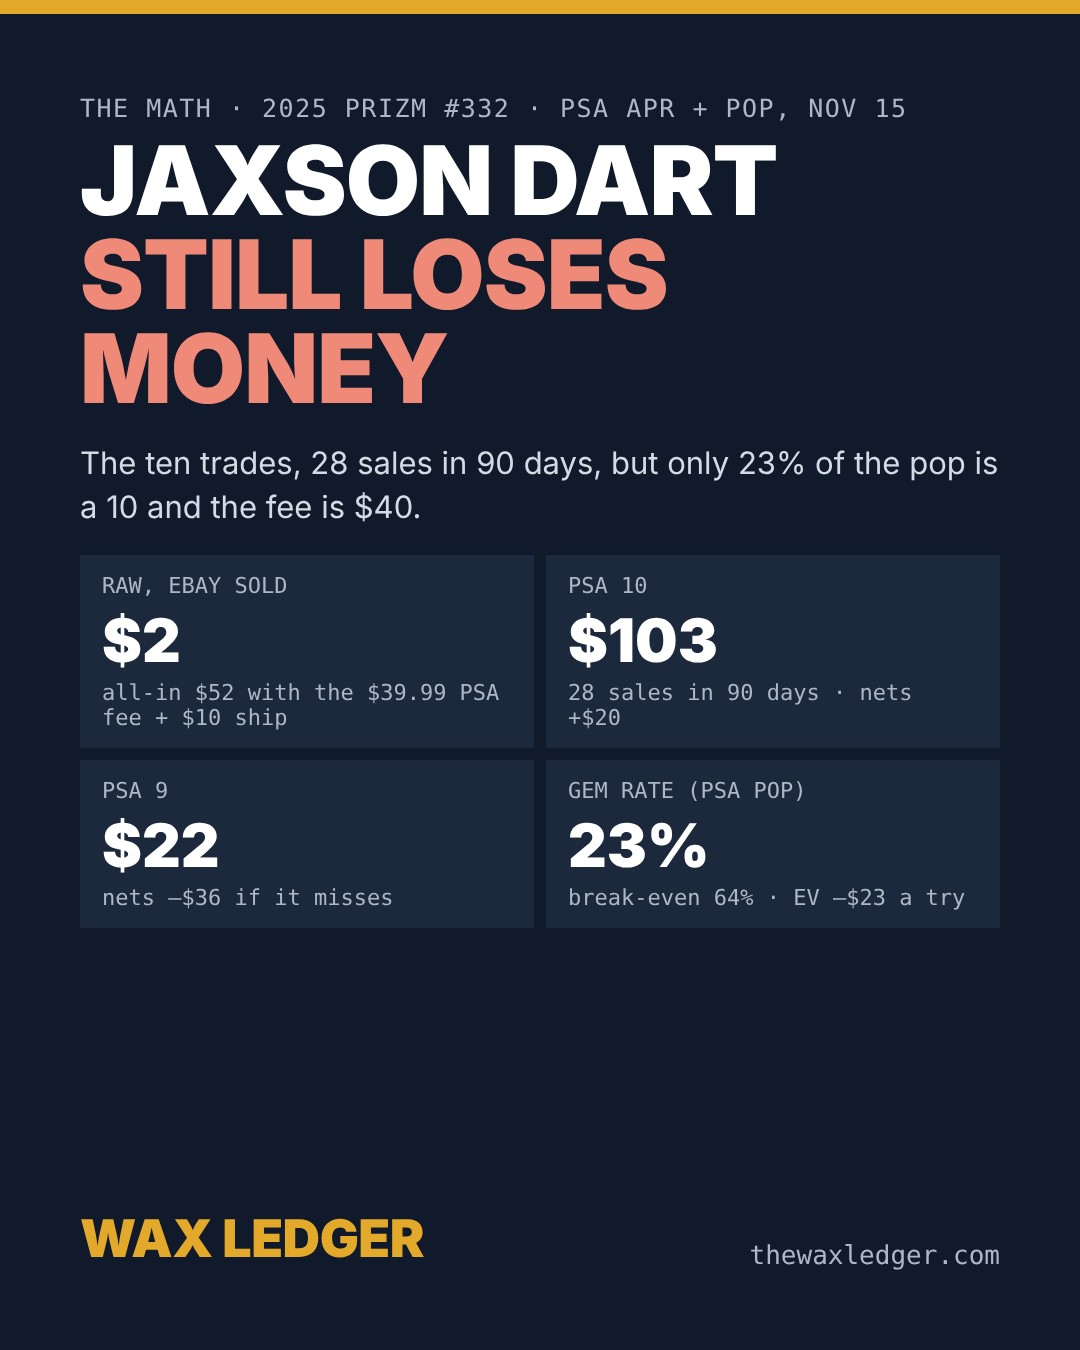 THE MATH · 2025 PRIZM #332 · PSA APR + POP, NOV 15
JAXSON DART
STILL LOSES
MONEY
The ten trades, 28 sales in 90 days, but only 23% of the pop is
a 10 and the fee is $40.
RAW, EBAY SOLD
$2
all-in $52 with the $39.99 PSA
fee + $10 ship
PSA 10
$103
28 sales in 90 days · nets
+$20
PSA 9
$22
nets −$36 if it misses
GEM RATE (PSA POP)
23%
break-even 64% · EV −$23 a try
WAX LEDGER
thewaxledger.com